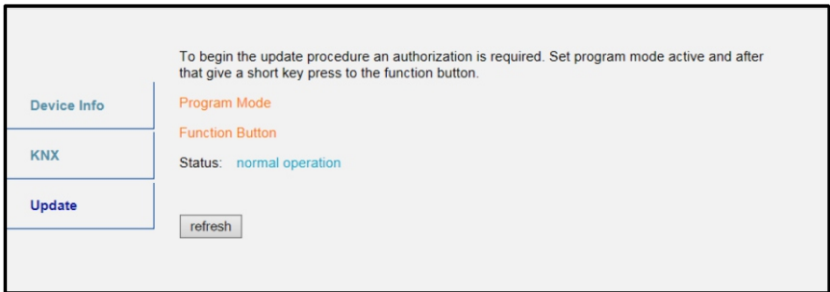 To begin the update procedure an authorization is required. Set program mode active and after
that give a short key press to the function button.
Device Info
Program Mode
Function Button
KNX
Status: normal operation
Update
refresh